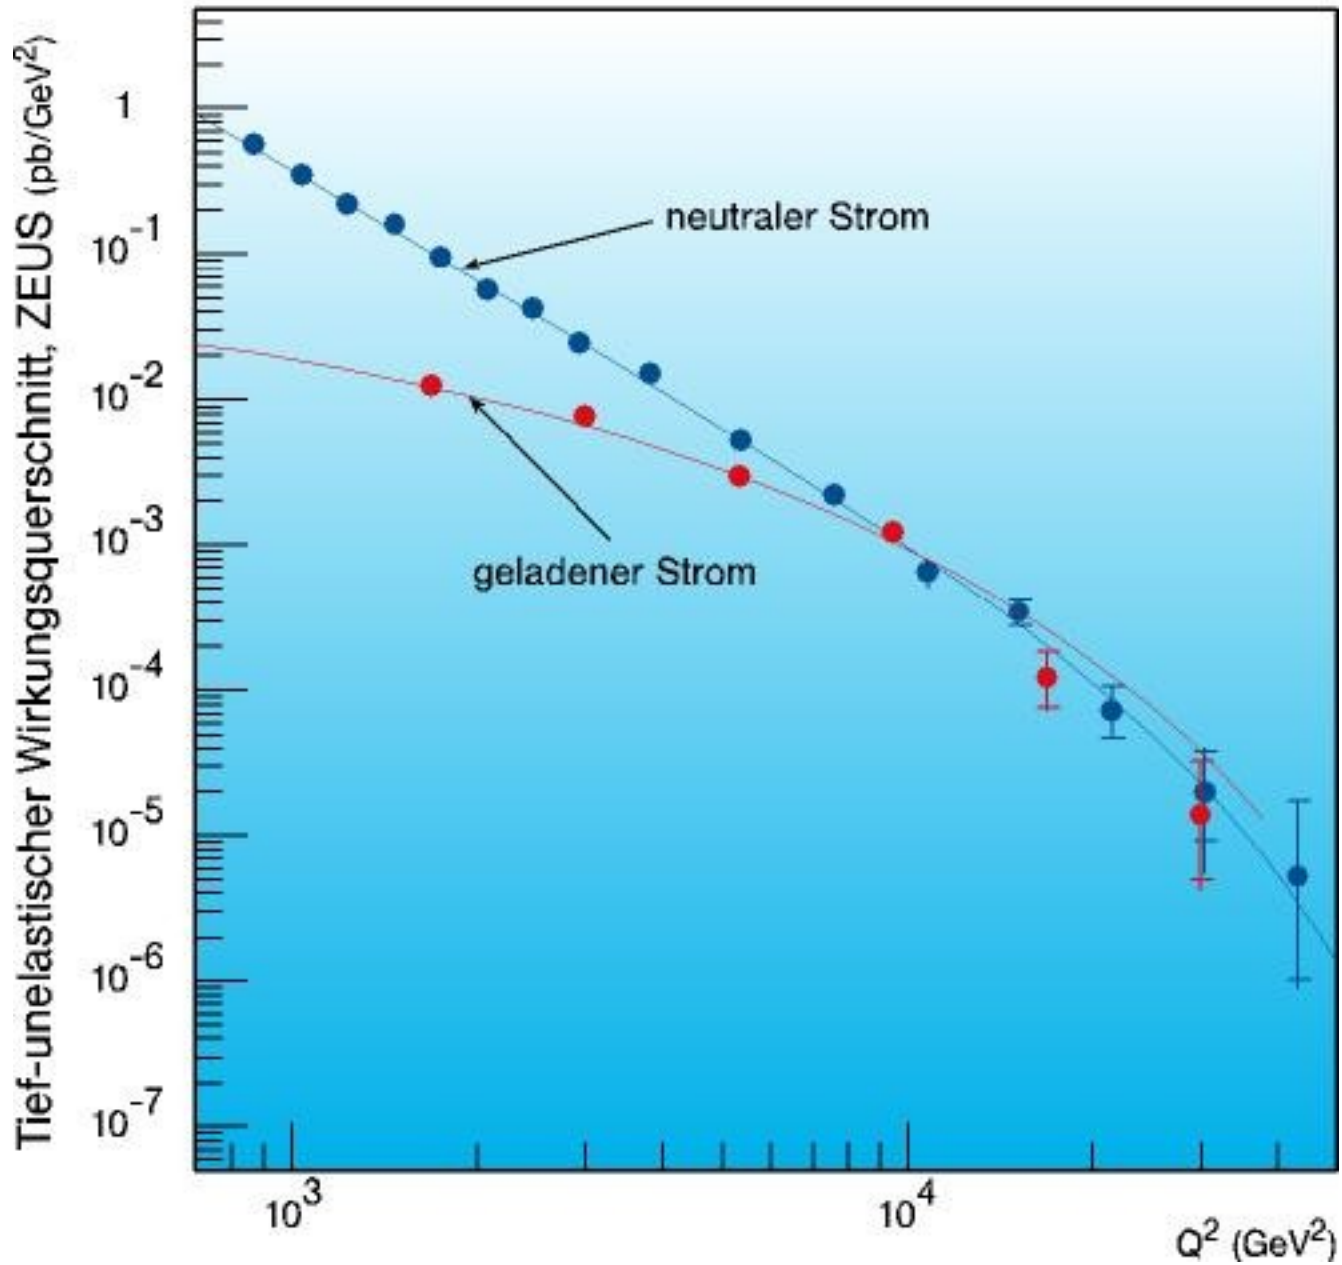 Tief-unelastischer Wirkungsquerschnitt, ZEUS (pb/GeV²)
1
10⁻¹
10⁻²
10⁻³
10⁻⁴
10⁻⁵
10⁻⁶
10⁻⁷
neutraler Strom
geladener Strom
10³
10⁴
Q² (GeV²)